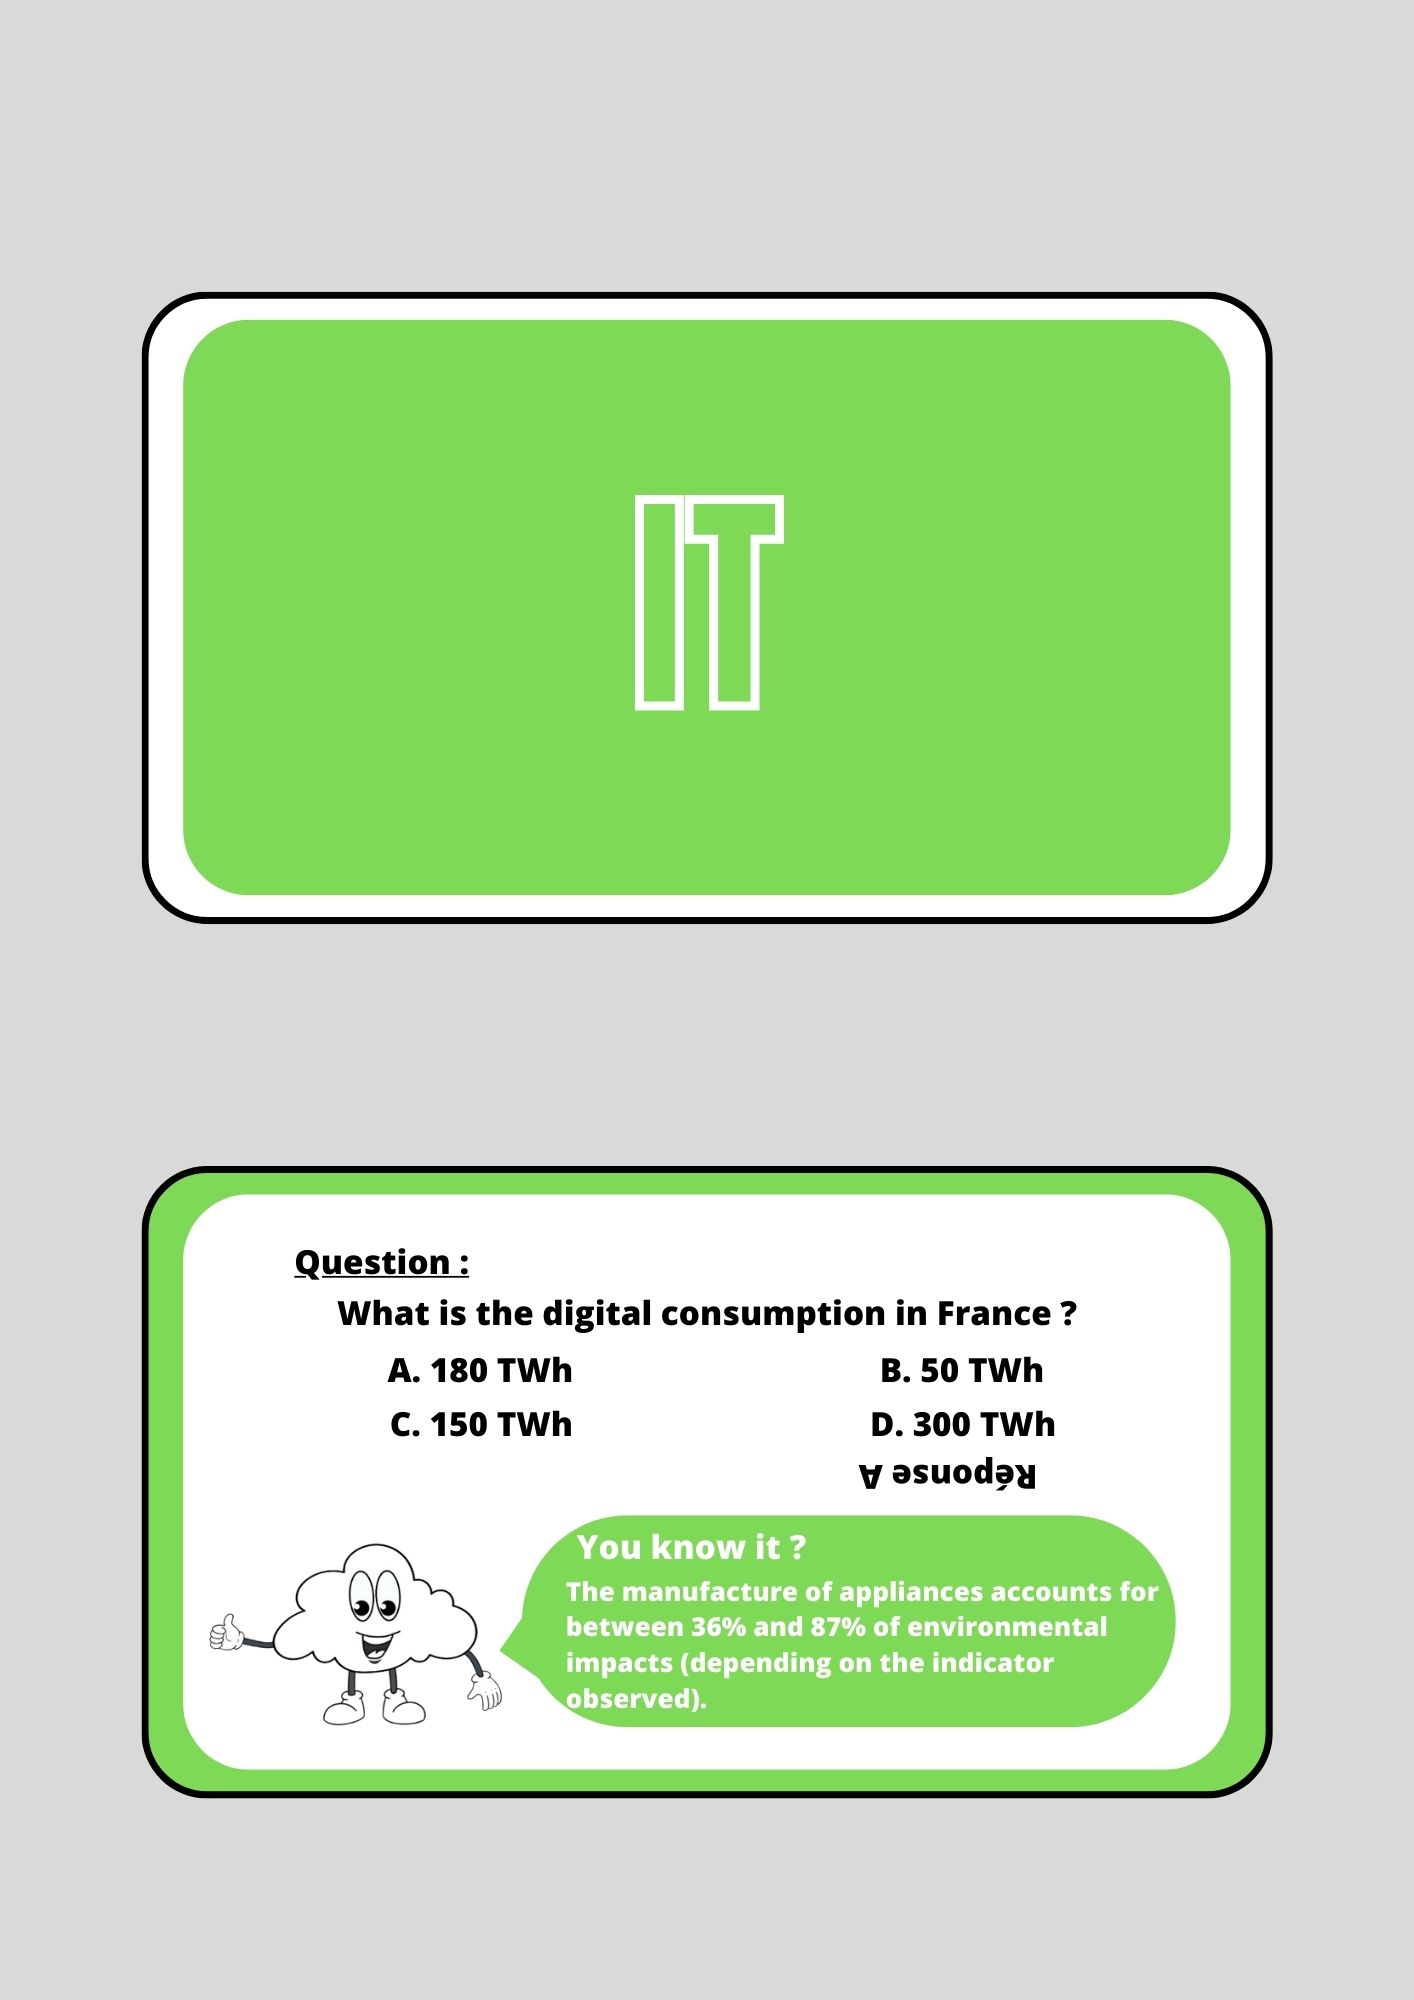 IT
Question :
What is the digital consumption in France ?
A. 180 TWh
B. 50 TWh
C. 150 TWh
D. 300 TWh
Réponse A
You know it ?
The manufacture of appliances accounts for
between 36% and 87% of environmental
impacts (depending on the indicator
observed).